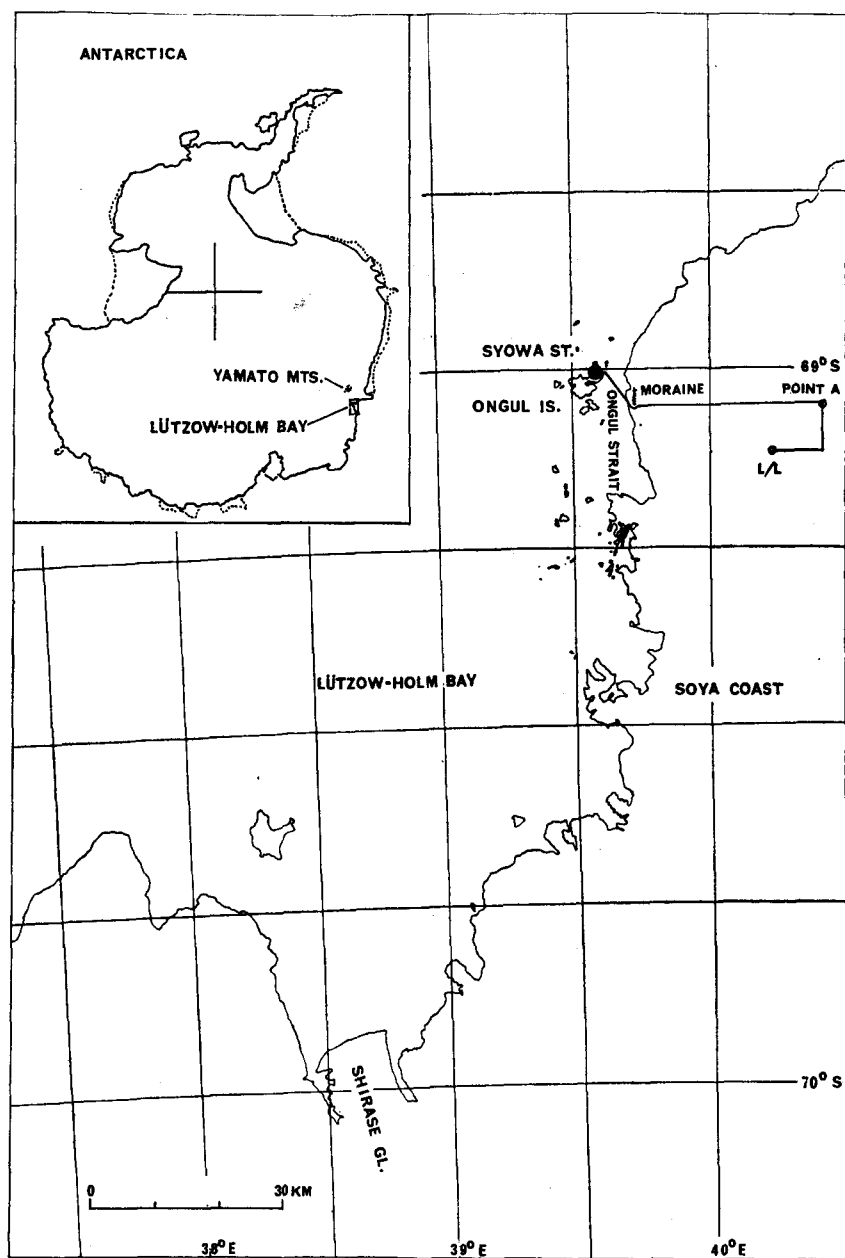 ANTARCTICA
YAMATO MTS.
LÜTZOW-HOLM BAY
SYOWA ST.
69°S
MORAINE
POINT A
ONGUL IS.
ONGUL STRAIT
L/L
LÜTZOW-HOLM BAY
SOYA COAST
70°S
SHIRASE GL.
0 30 KM
38°E 39°E 40°E